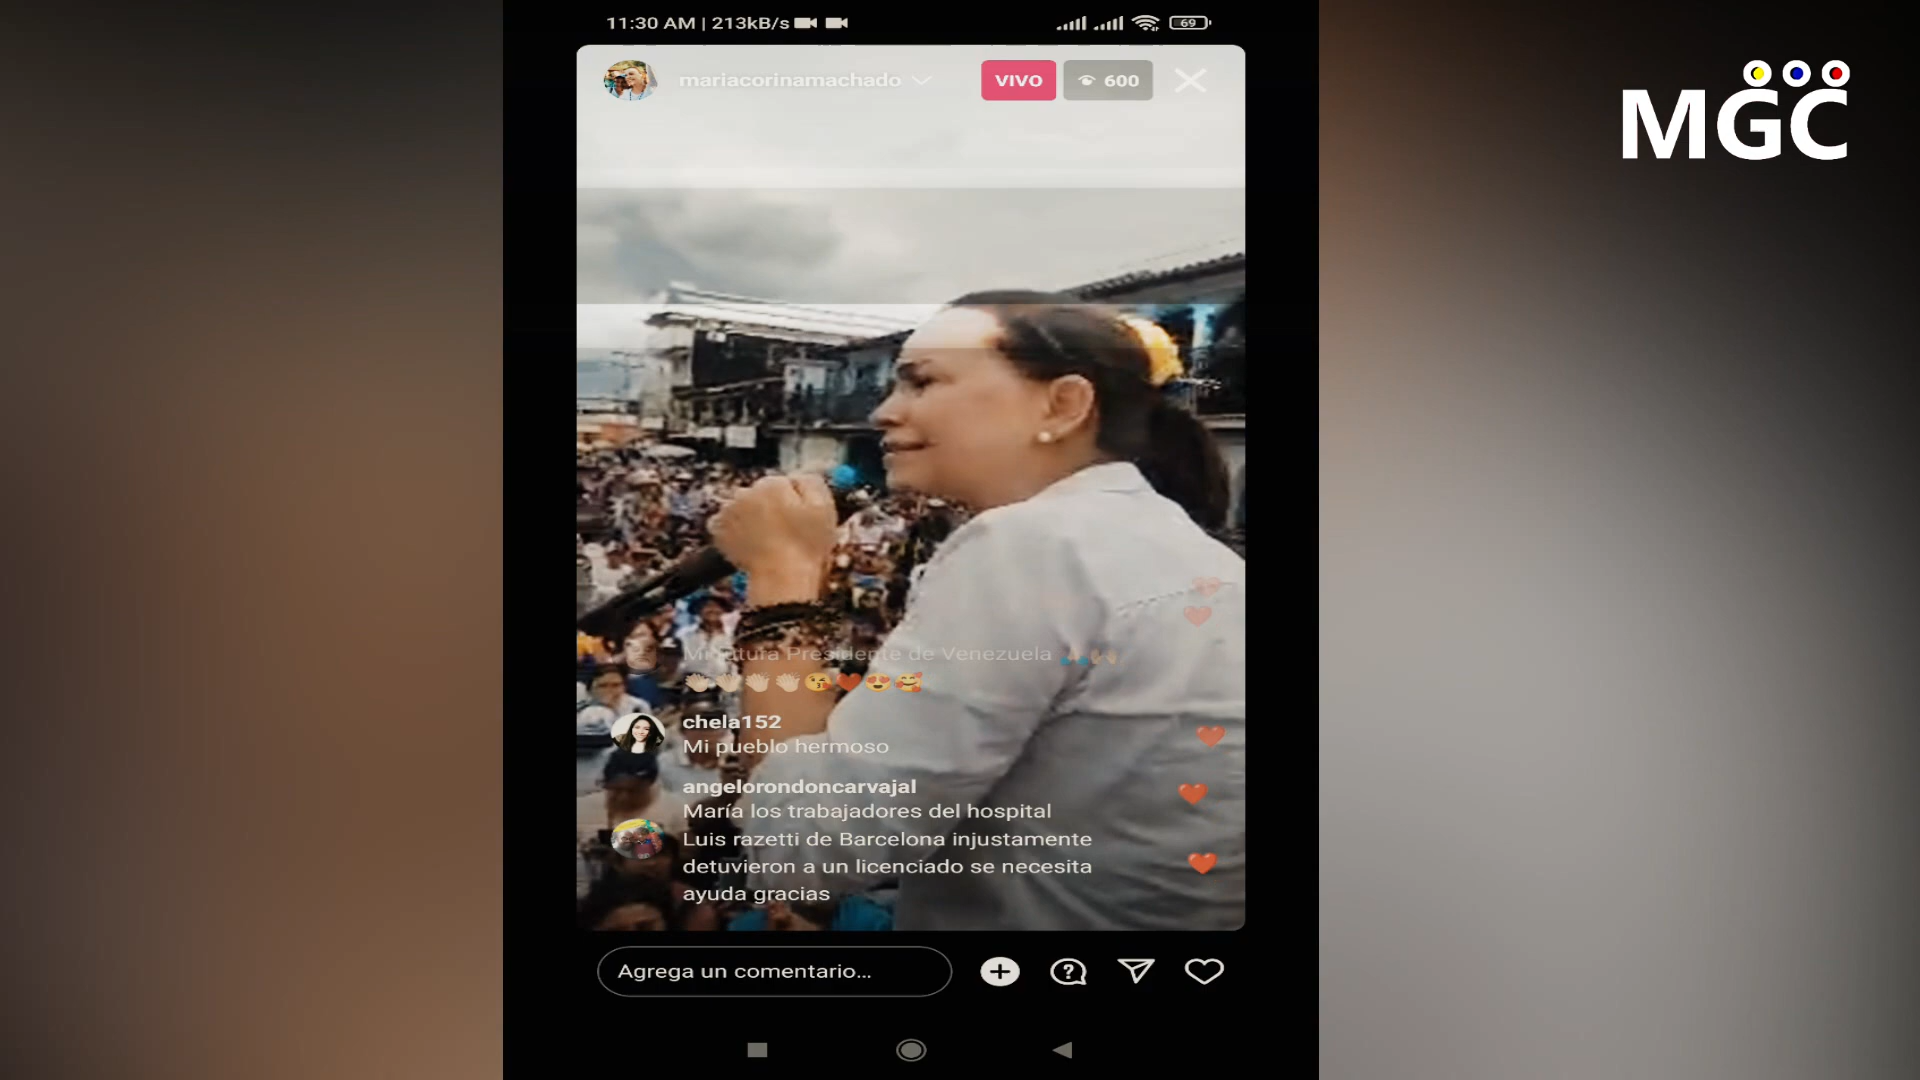 11:30 AM | 213kB/s
69
mariacorinamachado
VIVO
600
MGC
Presidente de Venezuela 🙏🏻🙌🏼
👏🏻👏🏻👏🏻👏🏻😘❤️😍🥰
chela152
Mi pueblo hermoso
angelorondoncarvajal
María los trabajadores del hospital
Luis razetti de Barcelona injustamente
detuvieron a un licenciado se necesita
ayuda gracias
Agrega un comentario...